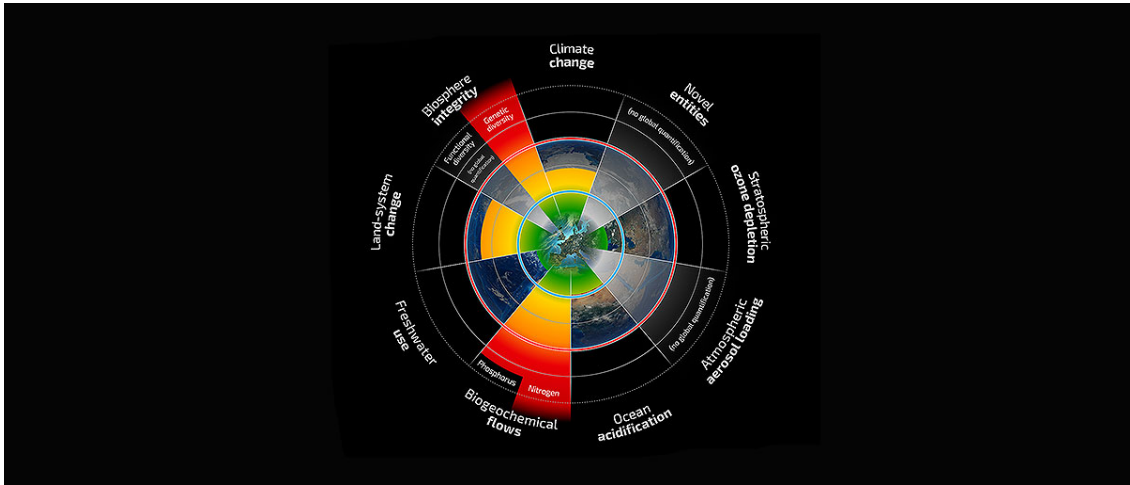 Climate
change
Novel
entities
(no global quantification)
Stratospheric
ozone depletion
Atmospheric
aerosol loading
(no global quantification)
Ocean
acidification
Biogeochemical
flows
Phosphorus
Nitrogen
Freshwater
use
Land-system
change
Biosphere
integrity
Functional
diversity
(no global
quantification)
Genetic
diversity